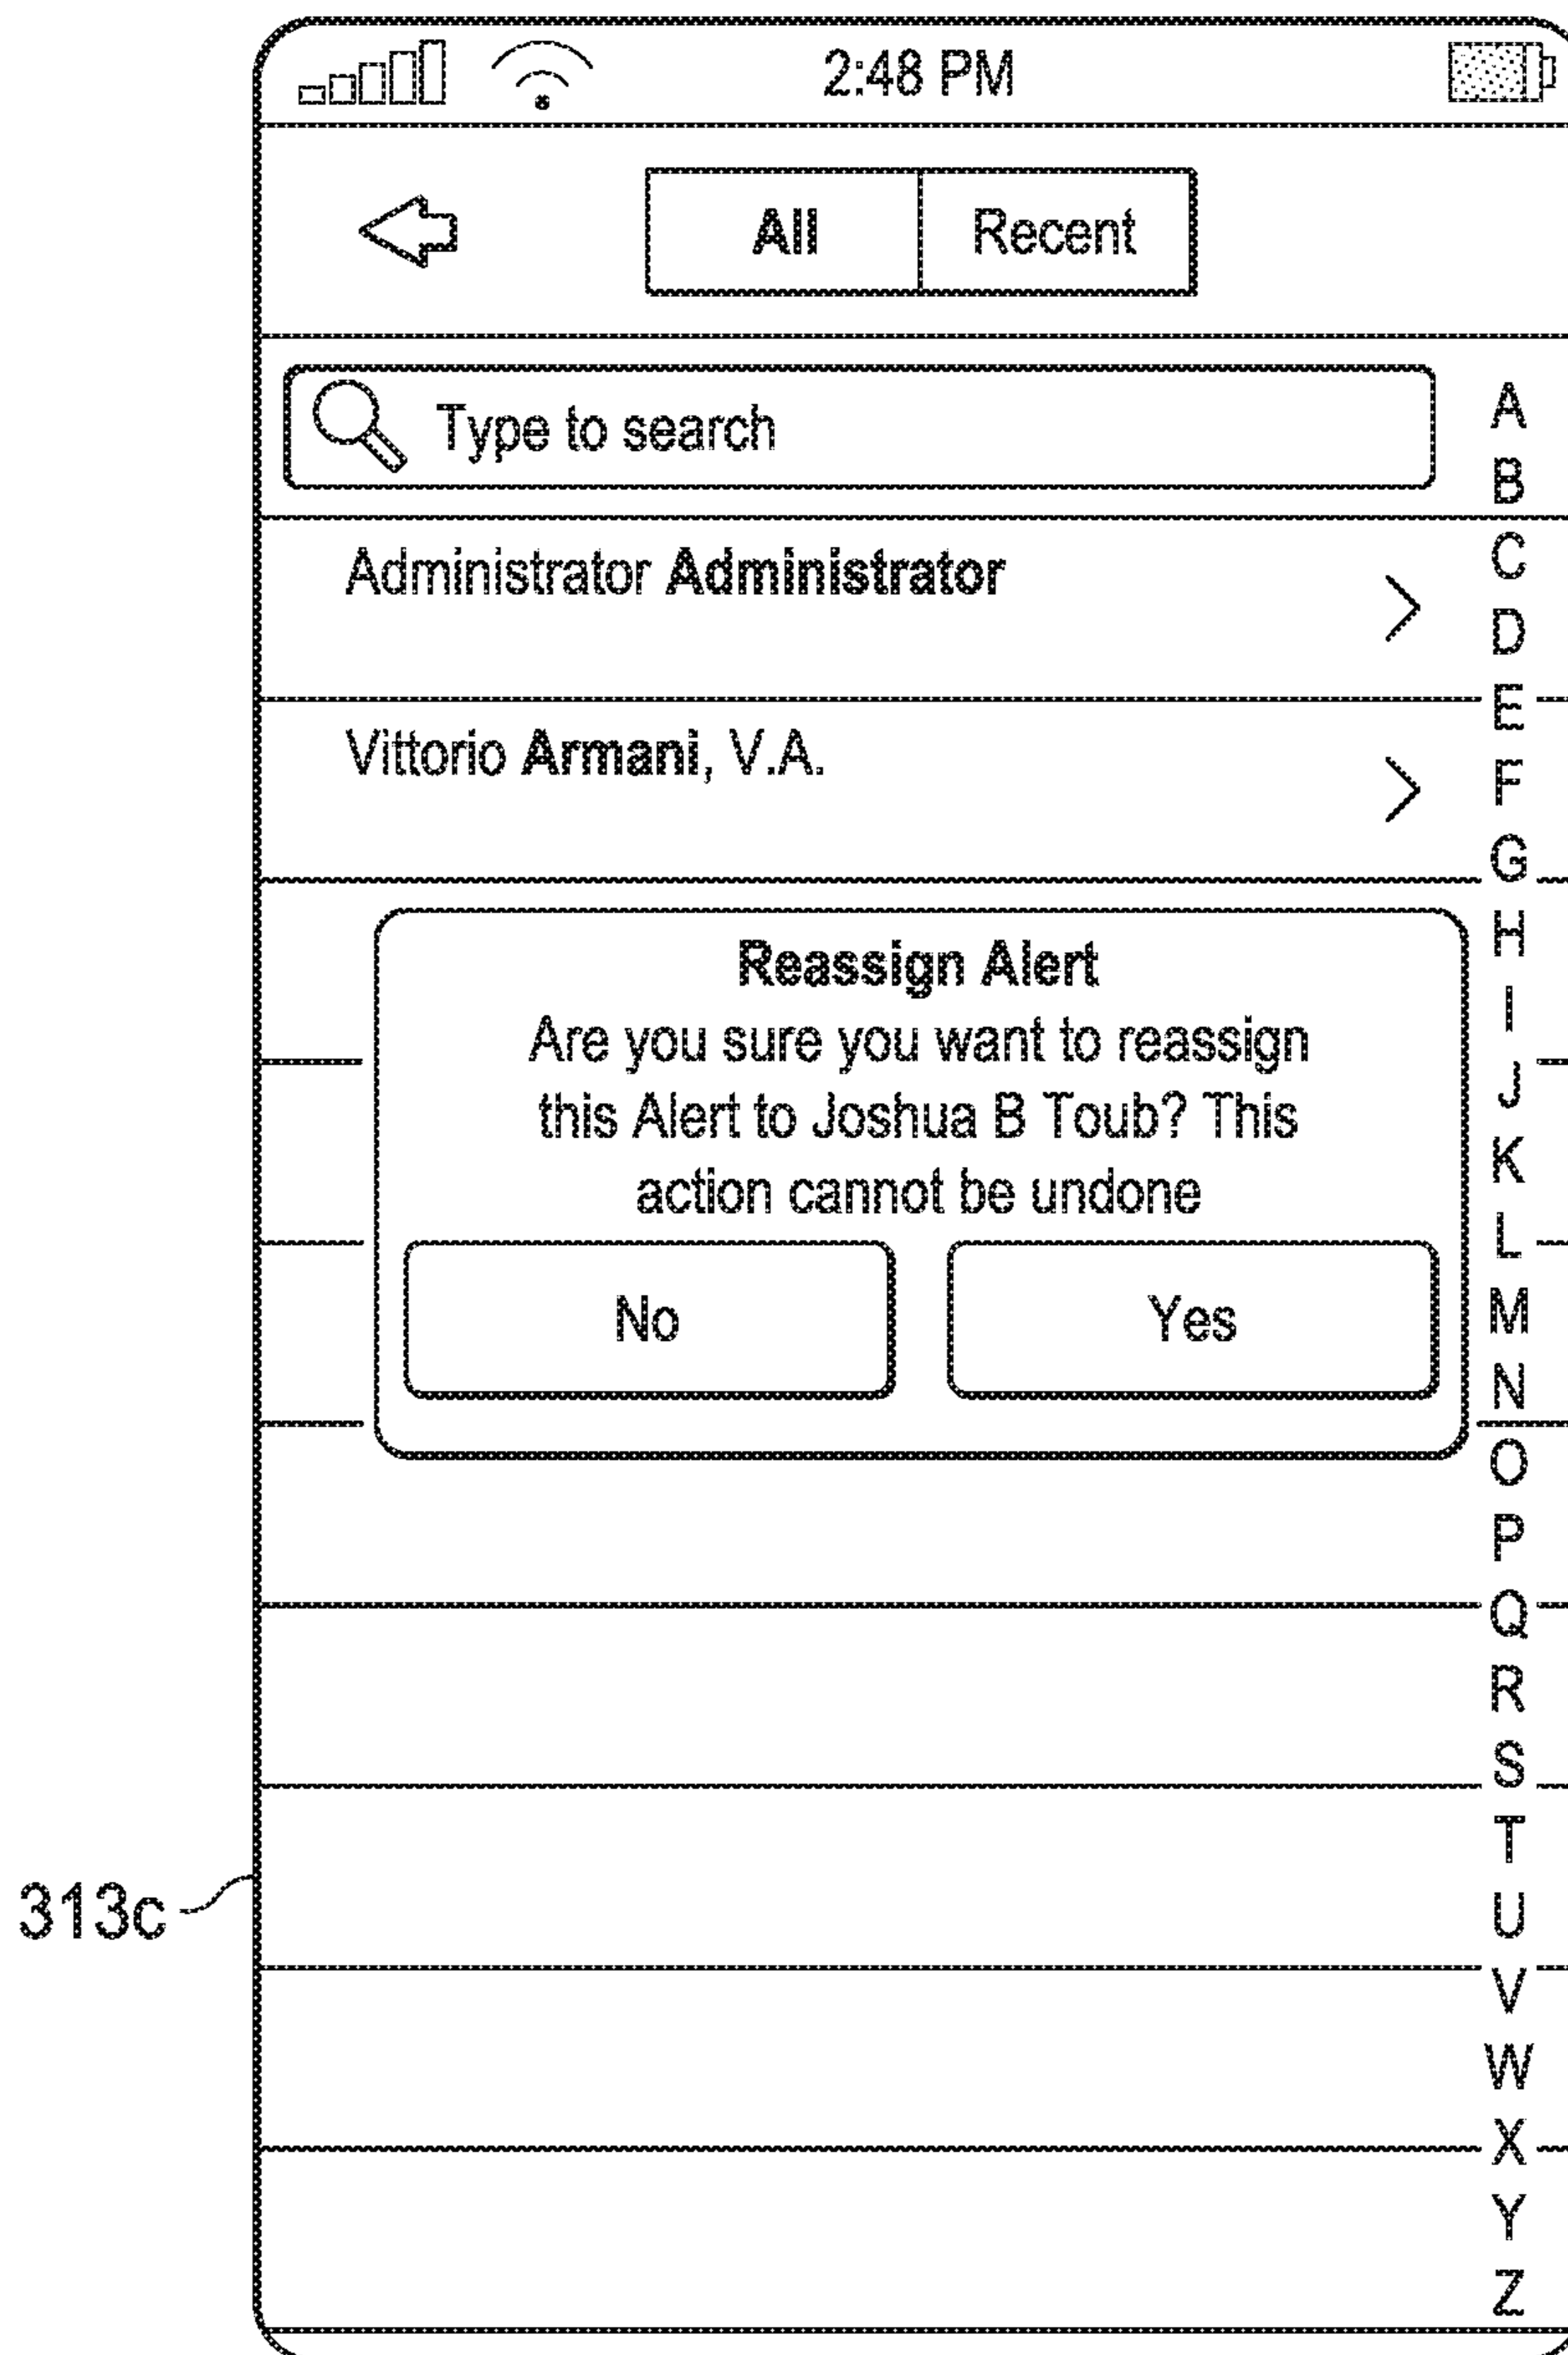 2:48 PM
All Recent
Type to search
Administrator Administrator
Vittorio Armani, V.A.
Reassign Alert
Are you sure you want to reassign
this Alert to Joshua B Toub? This
action cannot be undone
No Yes
A
B
C
D
E
F
G
H
I
J
K
L
M
N
O
P
Q
R
S
T
U
V
W
X
Y
Z
313c